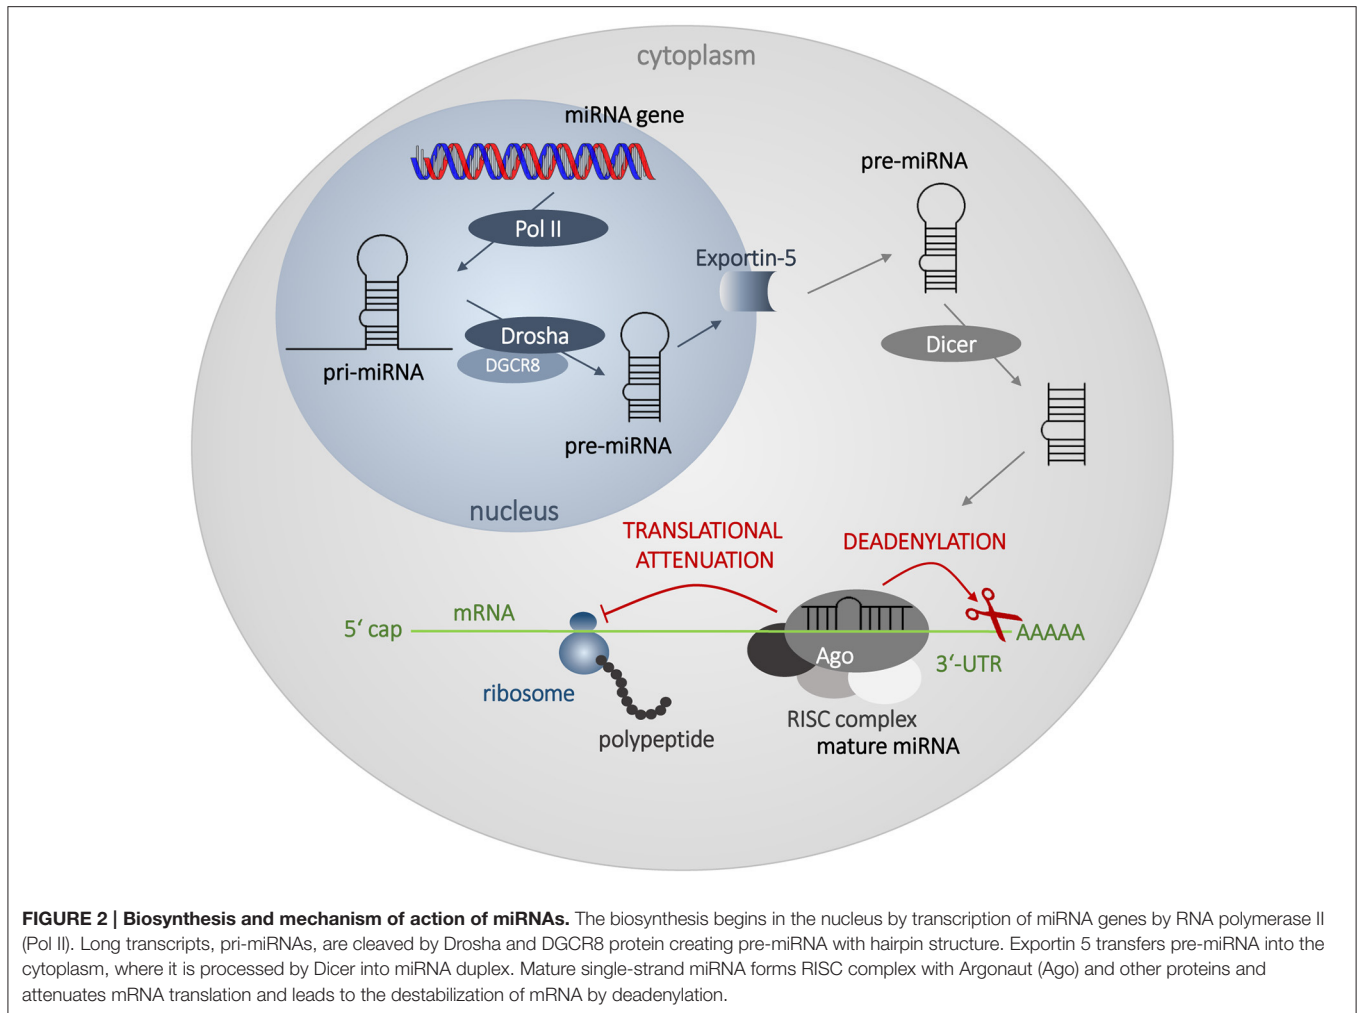 cytoplasm
miRNA gene
Pol II
pri-miRNA
Drosha
DGCR8
pre-miRNA
nucleus
Exportin-5
pre-miRNA
Dicer
TRANSLATIONAL
ATTENUATION
DEADENYLATION
5‘ cap
mRNA
AAAAA
Ago
3‘-UTR
ribosome
polypeptide
RISC complex
mature miRNA
FIGURE 2 | Biosynthesis and mechanism of action of miRNAs. The biosynthesis begins in the nucleus by transcription of miRNA genes by RNA polymerase II
(Pol II). Long transcripts, pri-miRNAs, are cleaved by Drosha and DGCR8 protein creating pre-miRNA with hairpin structure. Exportin 5 transfers pre-miRNA into the
cytoplasm, where it is processed by Dicer into miRNA duplex. Mature single-strand miRNA forms RISC complex with Argonaut (Ago) and other proteins and
attenuates mRNA translation and leads to the destabilization of mRNA by deadenylation.